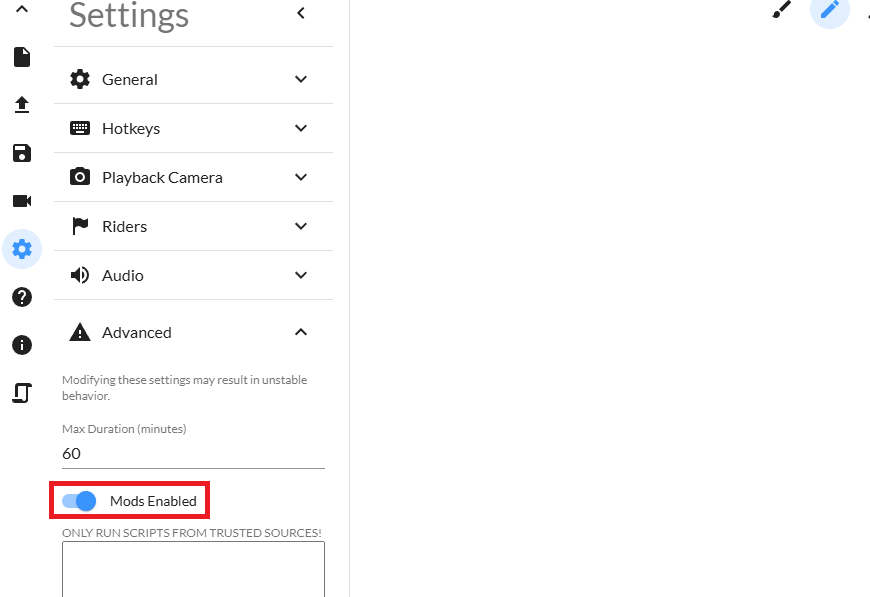 Settings
General
Hotkeys
Playback Camera
Riders
Audio
Advanced
Modifying these settings may result in unstable
behavior.
Max Duration (minutes)
60
Mods Enabled
ONLY RUN SCRIPTS FROM TRUSTED SOURCES!